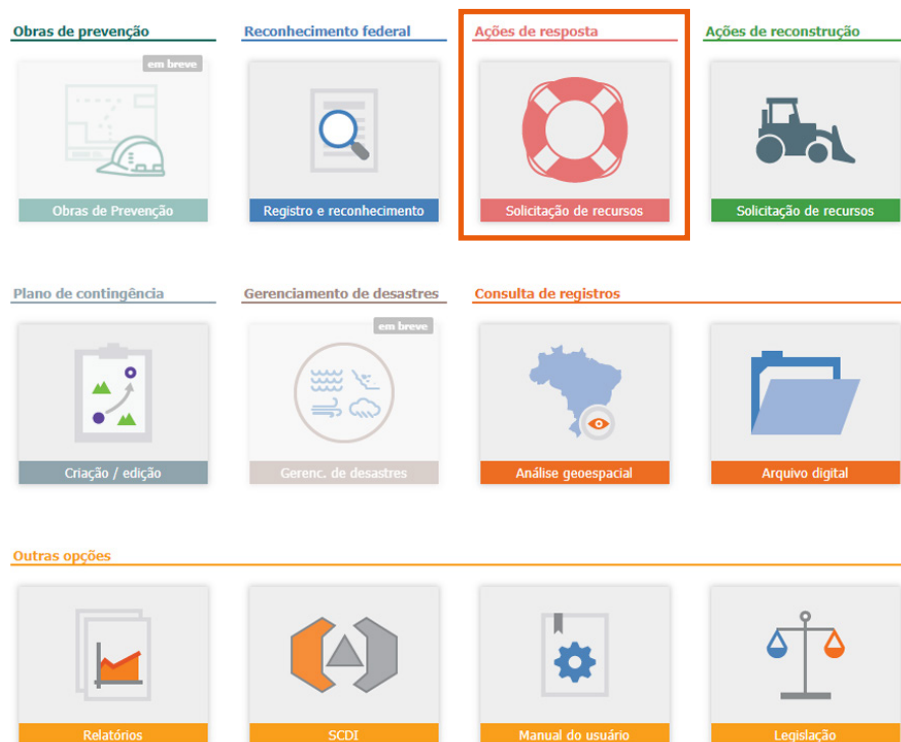 Obras de prevenção
Reconhecimento federal
Ações de resposta
Ações de reconstrução
em breve
Obras de Prevenção
Registro e reconhecimento
Solicitação de recursos
Solicitação de recursos
Plano de contingência
Gerenciamento de desastres
Consulta de registros
em breve
Criação / edição
Gerenc. de desastres
Análise geoespacial
Arquivo digital
Outras opções
Relatórios
SCDI
Manual do usuário
Legislação